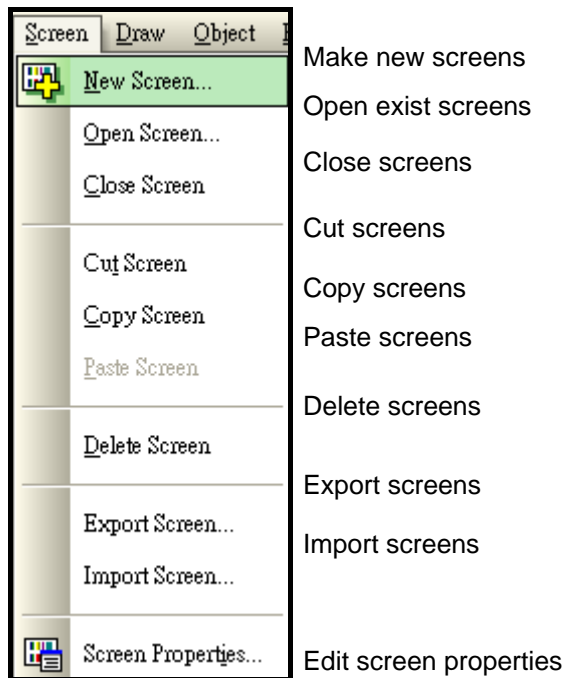 Screen Draw Object
New Screen... Make new screens
Open Screen... Open exist screens
Close Screen Close screens
Cut Screen Cut screens
Copy Screen Copy screens
Paste Screen Paste screens
Delete Screen Delete screens
Export Screen... Export screens
Import Screen... Import screens
Screen Properties... Edit screen properties